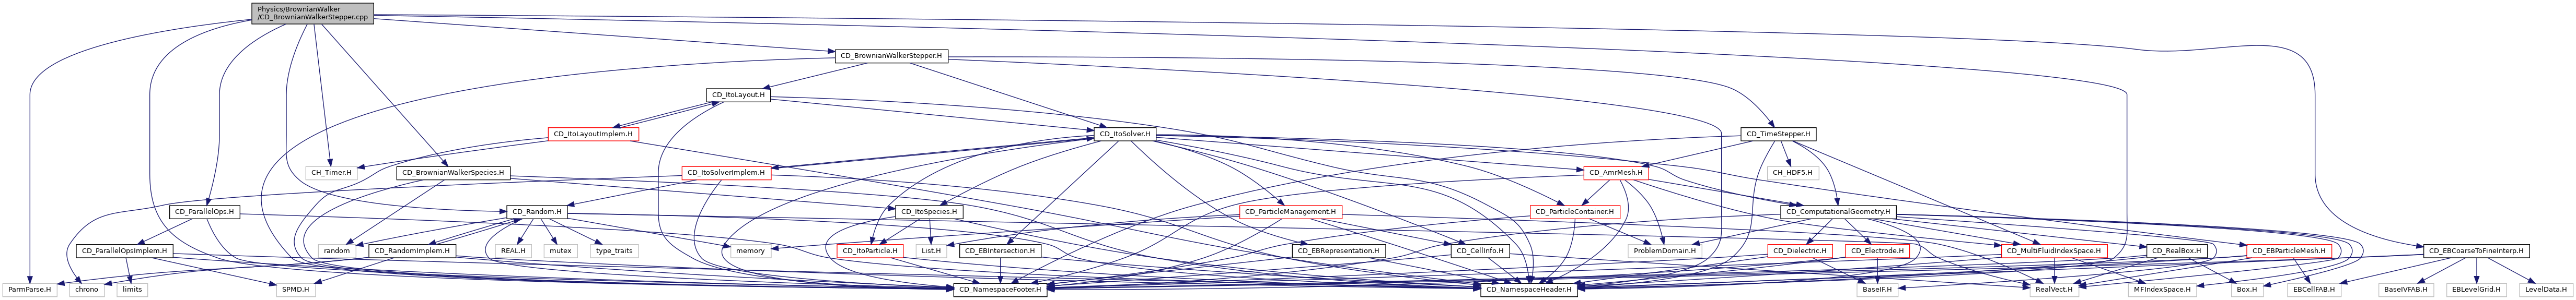 Physics/BrownianWalker
/CD_BrownianWalkerStepper.cpp
CD_BrownianWalkerStepper.H
CD_ItoLayout.H
CD_ItoLayoutImplem.H
CD_ItoSolver.H
CD_TimeStepper.H
CH_Timer.H
CD_BrownianWalkerSpecies.H
CD_ItoSolverImplem.H
CD_AmrMesh.H
CH_HDF5.H
CD_ParallelOps.H
CD_Random.H
CD_ItoSpecies.H
CD_ParticleManagement.H
CD_ParticleContainer.H
CD_ComputationalGeometry.H
CD_ParallelOpsImplem.H
random
CD_RandomImplem.H
REAL.H
mutex
type_traits
memory
CD_ItoParticle.H
List.H
CD_EBIntersection.H
CD_EBRepresentation.H
CD_CellInfo.H
ProblemDomain.H
CD_Dielectric.H
CD_Electrode.H
CD_MultiFluidIndexSpace.H
CD_RealBox.H
CD_EBParticleMesh.H
CD_EBCoarseToFineInterp.H
ParmParse.H
chrono
limits
SPMD.H
CD_NamespaceFooter.H
CD_NamespaceHeader.H
BaseIF.H
RealVect.H
MFIndexSpace.H
Box.H
EBCellFAB.H
BaseIVFAB.H
EBLevelGrid.H
LevelData.H